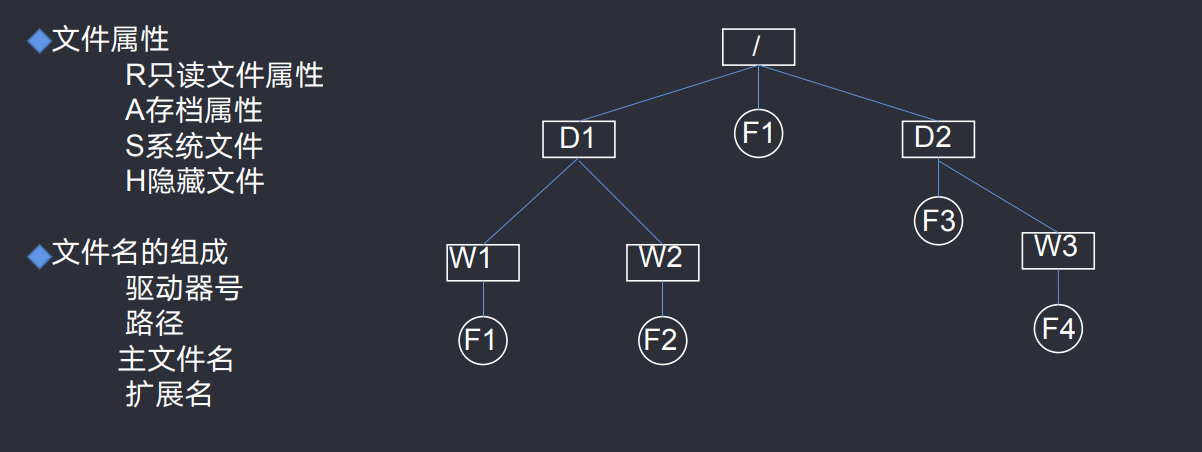 文件属性
R只读文件属性
A存档属性
S系统文件
H隐藏文件
文件名的组成
驱动器号
路径
主文件名
扩展名
/
D1
F1
D2
F3
W1
W2
W3
F1
F2
F4